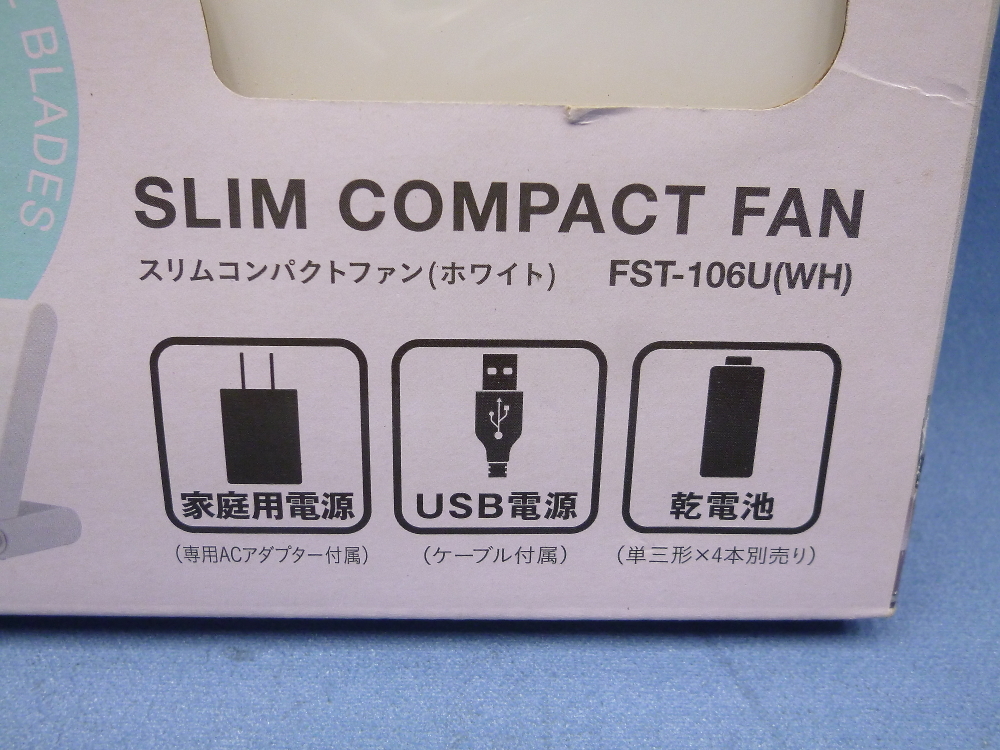 BLADES
SLIM COMPACT FAN
スリムコンパクトファン(ホワイト) FST-106U(WH)
家庭用電源 USB電源 乾電池
(専用ACアダプター付属) (ケーブル付属) (単三形×4本別売り)